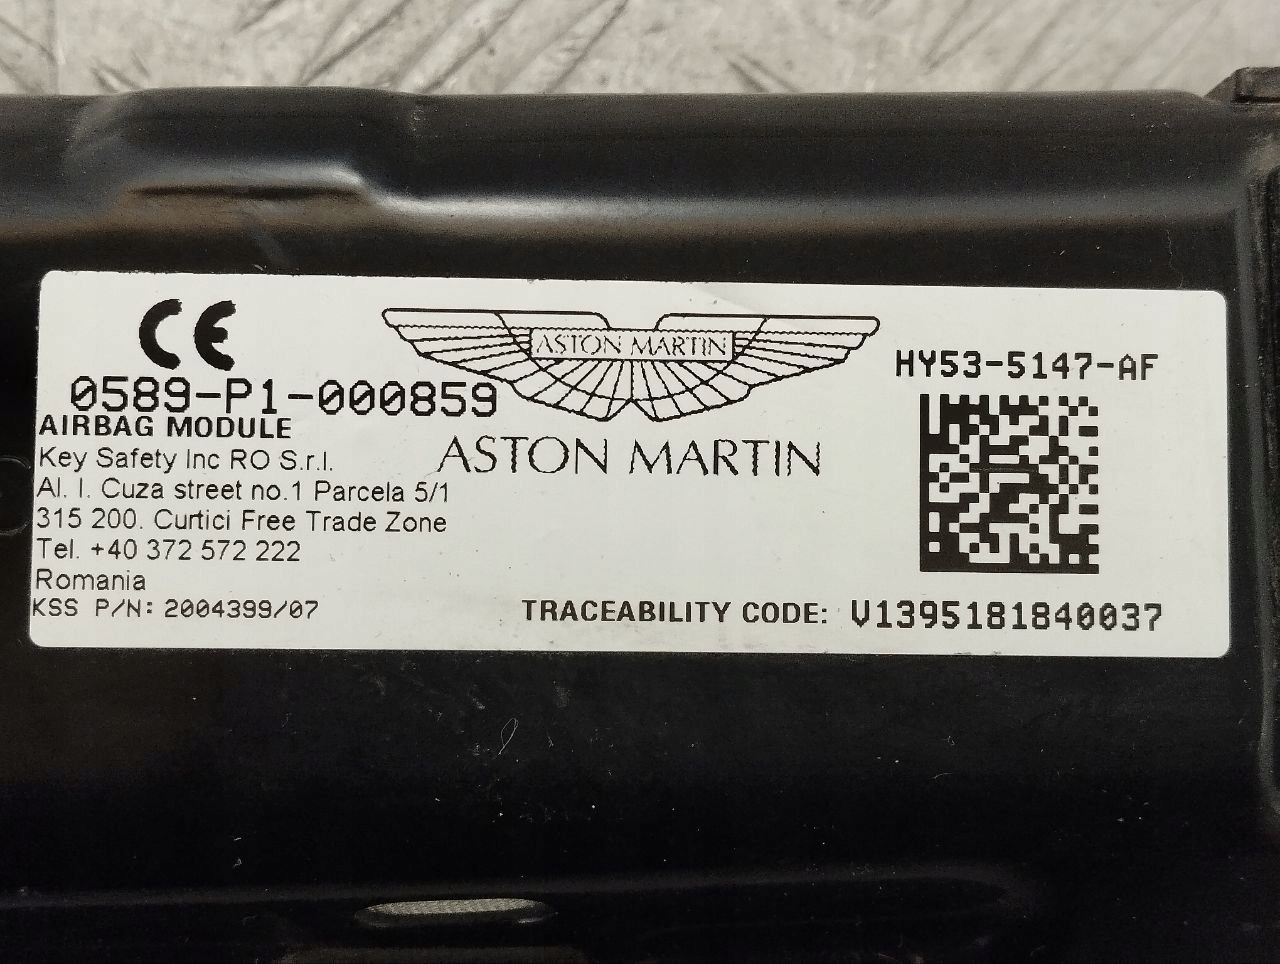 CE
0589-P1-000859
AIRBAG MODULE
Key Safety Inc RO S.r.l.
Al. I. Cuza street no.1 Parcela 5/1
315 200. Curtici Free Trade Zone
Tel. +40 372 572 222
Romania
KSS P/N: 2004399/07
ASTON MARTIN
ASTON MARTIN
HY53-5147-AF
TRACEABILITY CODE: V1395181840037